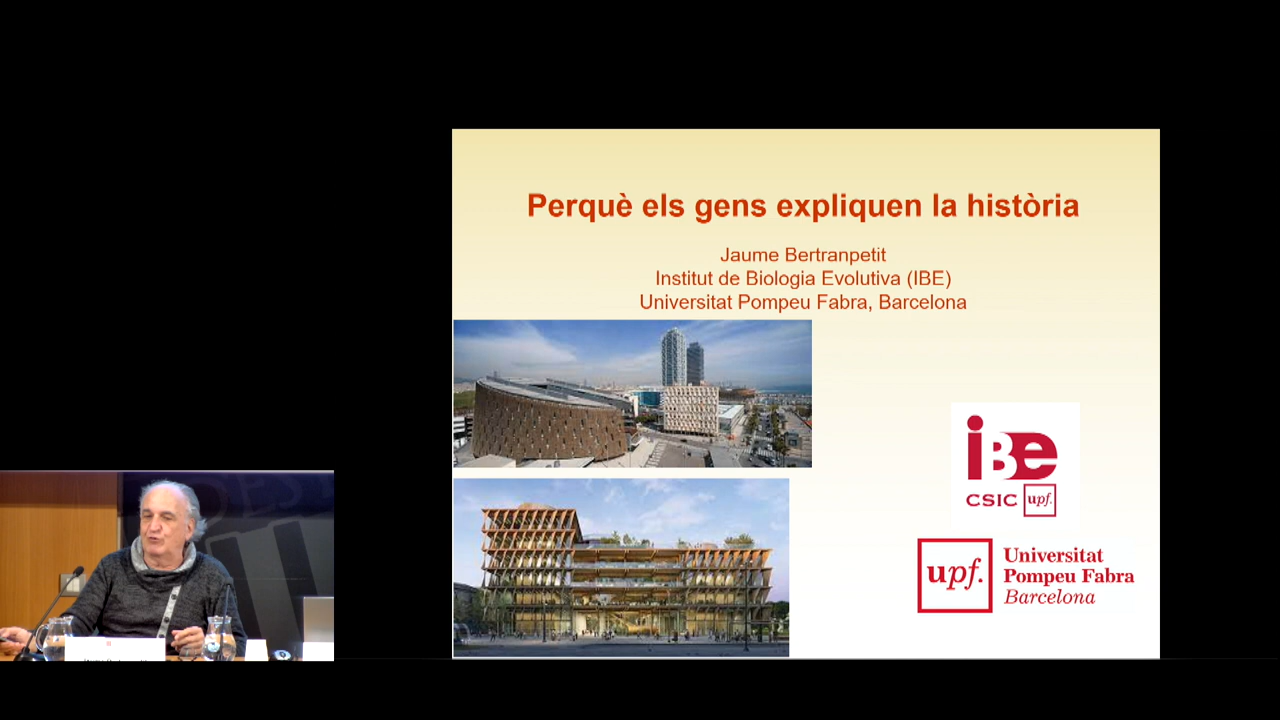 Perquè els gens expliquen la història
Jaume Bertranpetit
Institut de Biologia Evolutiva (IBE)
Universitat Pompeu Fabra, Barcelona
iBe
CSIC upf.
upf.
Universitat
Pompeu Fabra
Barcelona